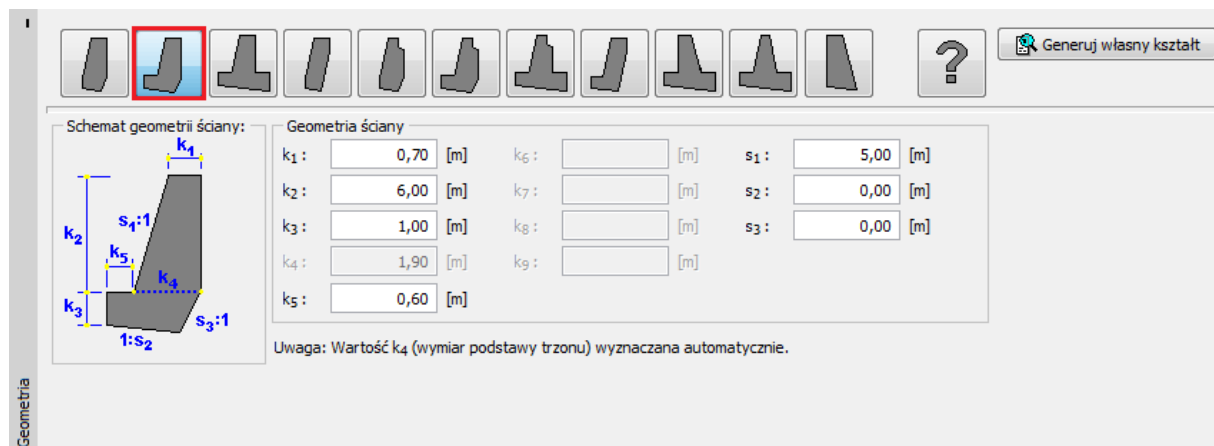 Generuj własny kształt
Schemat geometrii ściany:
k1
k2
s1:1
k5
k4
k3
s3:1
1:s2
Geometria ściany
k1 : 0,70 [m] k6 : [m] s1 : 5,00 [m]
k2 : 6,00 [m] k7 : [m] s2 : 0,00 [m]
k3 : 1,00 [m] k8 : [m] s3 : 0,00 [m]
k4 : 1,90 [m] k9 : [m]
k5 : 0,60 [m]
Uwaga: Wartość k4 (wymiar podstawy trzonu) wyznaczana automatycznie.
Geometria